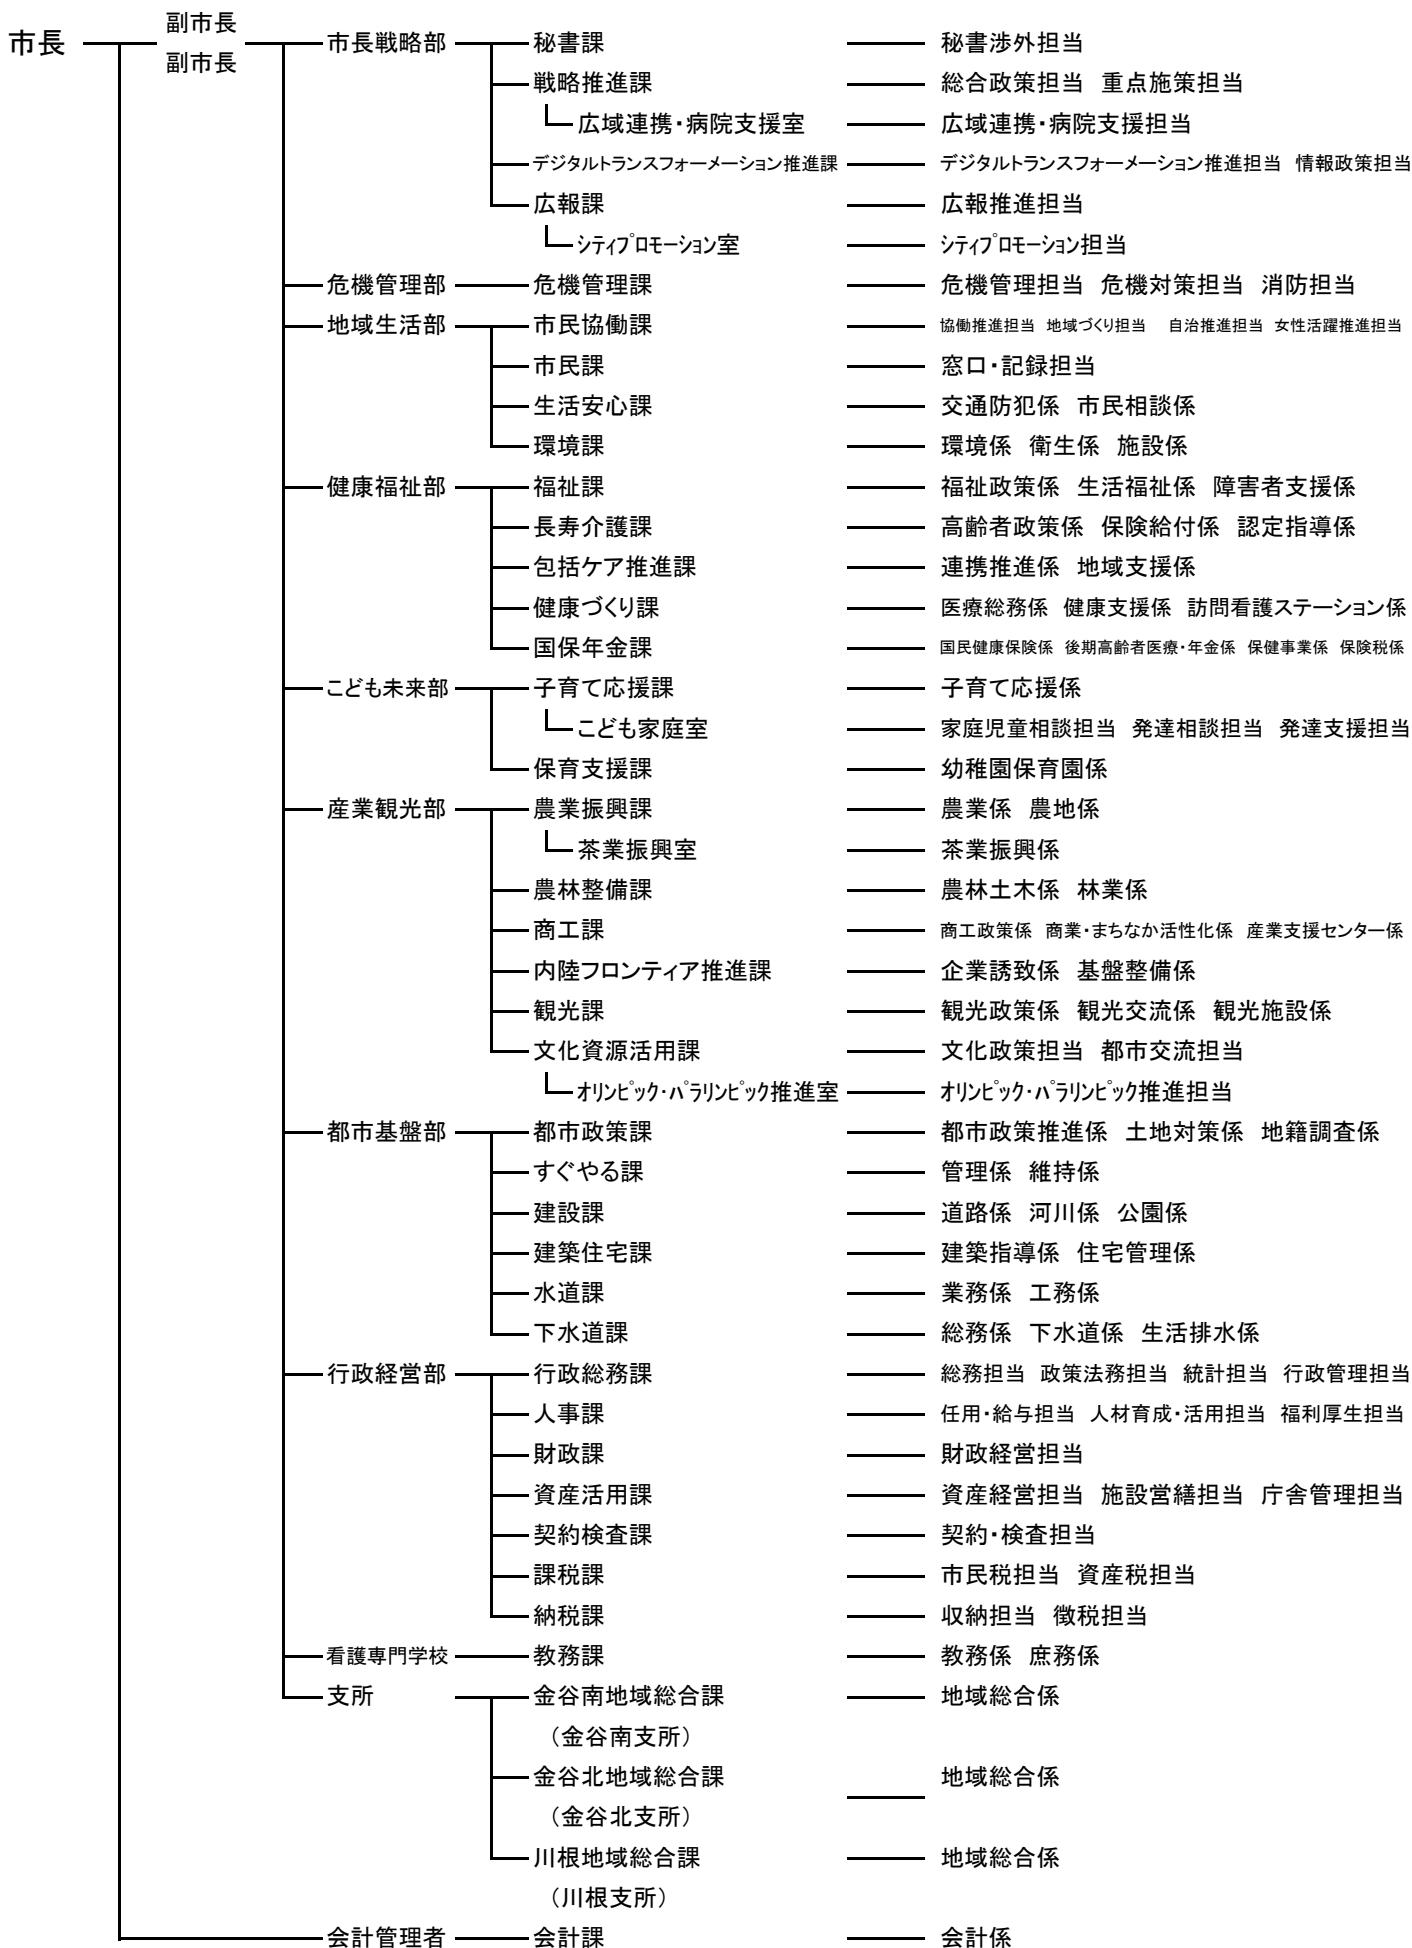 副市長
市長 市長戦略部 秘書課 秘書渉外担当
副市長
戦略推進課 総合政策担当 重点施策担当
広域連携・病院支援室 広域連携・病院支援担当
デジタルトランスフォーメーション推進課 デジタルトランスフォーメーション推進担当 情報政策担当
広報課 広報推進担当
シティプロモーション室 シティプロモーション担当
危機管理部 危機管理課 危機管理担当 危機対策担当 消防担当
地域生活部 市民協働課 協働推進担当 地域づくり担当 自治推進担当 女性活躍推進担当
市民課 窓口・記録担当
生活安心課 交通防犯係 市民相談係
環境課 環境係 衛生係 施設係
健康福祉部 福祉課 福祉政策係 生活福祉係 障害者支援係
長寿介護課 高齢者政策係 保険給付係 認定指導係
包括ケア推進課 連携推進係 地域支援係
健康づくり課 医療総務係 健康支援係 訪問看護ステーション係
国保年金課 国民健康保険係 後期高齢者医療・年金係 保健事業係 保険税係
こども未来部 子育て応援課 子育て応援係
こども家庭室 家庭児童相談担当 発達相談担当 発達支援担当
保育支援課 幼稚園保育園係
産業観光部 農業振興課 農業係 農地係
茶業振興室 茶業振興係
農林整備課 農林土木係 林業係
商工課 商工政策係 商業・まちなか活性化係 産業支援センター係
内陸フロンティア推進課 企業誘致係 基盤整備係
観光課 観光政策係 観光交流係 観光施設係
文化資源活用課 文化政策担当 都市交流担当
オリンピック・パラリンピック推進室 オリンピック・パラリンピック推進担当
都市基盤部 都市政策課 都市政策推進係 土地対策係 地籍調査係
すぐやる課 管理係 維持係
建設課 道路係 河川係 公園係
建築住宅課 建築指導係 住宅管理係
水道課 業務係 工務係
下水道課 総務係 下水道係 生活排水係
行政経営部 行政総務課 総務担当 政策法務担当 統計担当 行政管理担当
人事課 任用・給与担当 人材育成・活用担当 福利厚生担当
財政課 財政経営担当
資産活用課 資産経営担当 施設営繕担当 庁舎管理担当
契約検査課 契約・検査担当
課税課 市民税担当 資産税担当
納税課 収納担当 徴税担当
看護専門学校 教務課 教務係 庶務係
支所 金谷南地域総合課 地域総合係
（金谷南支所）
金谷北地域総合課 地域総合係
（金谷北支所）
川根地域総合課 地域総合係
（川根支所）
会計管理者 会計課 会計係